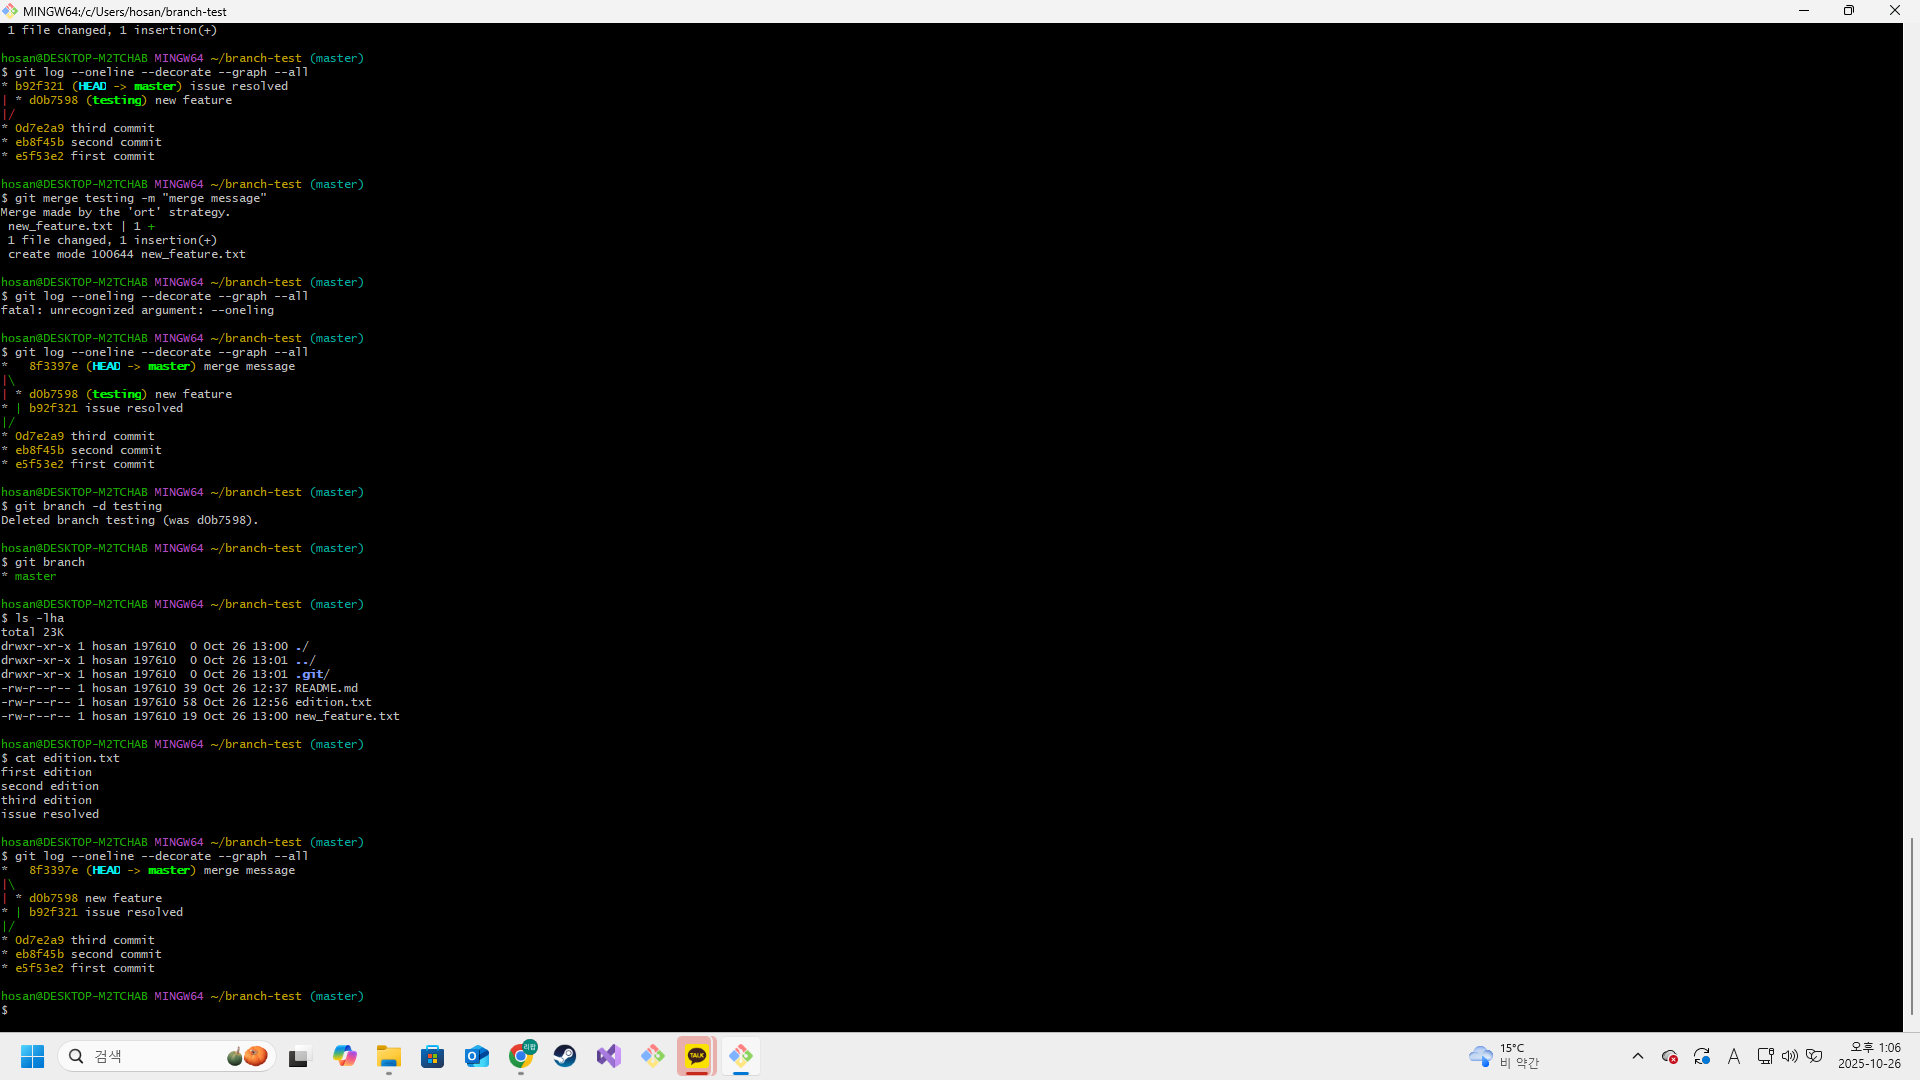 MINGW64:/c/Users/hosan/branch-test
 1 file changed, 1 insertion(+)

hosan@DESKTOP-M2TCHAB MINGW64 ~/branch-test (master)
$ git log --oneline --decorate --graph --all
* b92f321 (HEAD -> master) issue resolved
| * d0b7598 (testing) new feature
|/
* 0d7e2a9 third commit
* eb8f45b second commit
* e5f53e2 first commit

hosan@DESKTOP-M2TCHAB MINGW64 ~/branch-test (master)
$ git merge testing -m "merge message"
Merge made by the 'ort' strategy.
 new_feature.txt | 1 +
 1 file changed, 1 insertion(+)
 create mode 100644 new_feature.txt

hosan@DESKTOP-M2TCHAB MINGW64 ~/branch-test (master)
$ git log --oneling --decorate --graph --all
fatal: unrecognized argument: --oneling

hosan@DESKTOP-M2TCHAB MINGW64 ~/branch-test (master)
$ git log --oneline --decorate --graph --all
*   8f3397e (HEAD -> master) merge message
|\
| * d0b7598 (testing) new feature
* | b92f321 issue resolved
|/
* 0d7e2a9 third commit
* eb8f45b second commit
* e5f53e2 first commit

hosan@DESKTOP-M2TCHAB MINGW64 ~/branch-test (master)
$ git branch -d testing
Deleted branch testing (was d0b7598).

hosan@DESKTOP-M2TCHAB MINGW64 ~/branch-test (master)
$ git branch
* master

hosan@DESKTOP-M2TCHAB MINGW64 ~/branch-test (master)
$ ls -lha
total 23K
drwxr-xr-x 1 hosan 197610  0 Oct 26 13:00 ./
drwxr-xr-x 1 hosan 197610  0 Oct 26 13:01 ../
drwxr-xr-x 1 hosan 197610  0 Oct 26 13:01 .git/
-rw-r--r-- 1 hosan 197610 39 Oct 26 12:37 README.md
-rw-r--r-- 1 hosan 197610 58 Oct 26 12:56 edition.txt
-rw-r--r-- 1 hosan 197610 19 Oct 26 13:00 new_feature.txt

hosan@DESKTOP-M2TCHAB MINGW64 ~/branch-test (master)
$ cat edition.txt
first edition
second edition
third edition
issue resolved

hosan@DESKTOP-M2TCHAB MINGW64 ~/branch-test (master)
$ git log --oneline --decorate --graph --all
*   8f3397e (HEAD -> master) merge message
|\
| * d0b7598 new feature
* | b92f321 issue resolved
|/
* 0d7e2a9 third commit
* eb8f45b second commit
* e5f53e2 first commit

hosan@DESKTOP-M2TCHAB MINGW64 ~/branch-test (master)
$
검색
리팝
TALK
15°C
비 약간
A
오후 1:06
2025-10-26